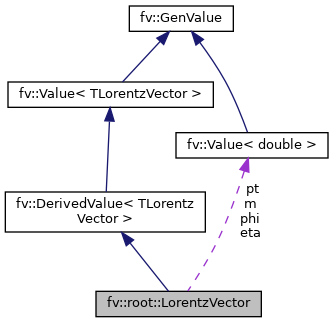 fv::GenValue
fv::Value< TLorentzVector >
fv::Value< double >
pt
m
phi
eta
fv::DerivedValue< TLorentz
Vector >
fv::root::LorentzVector